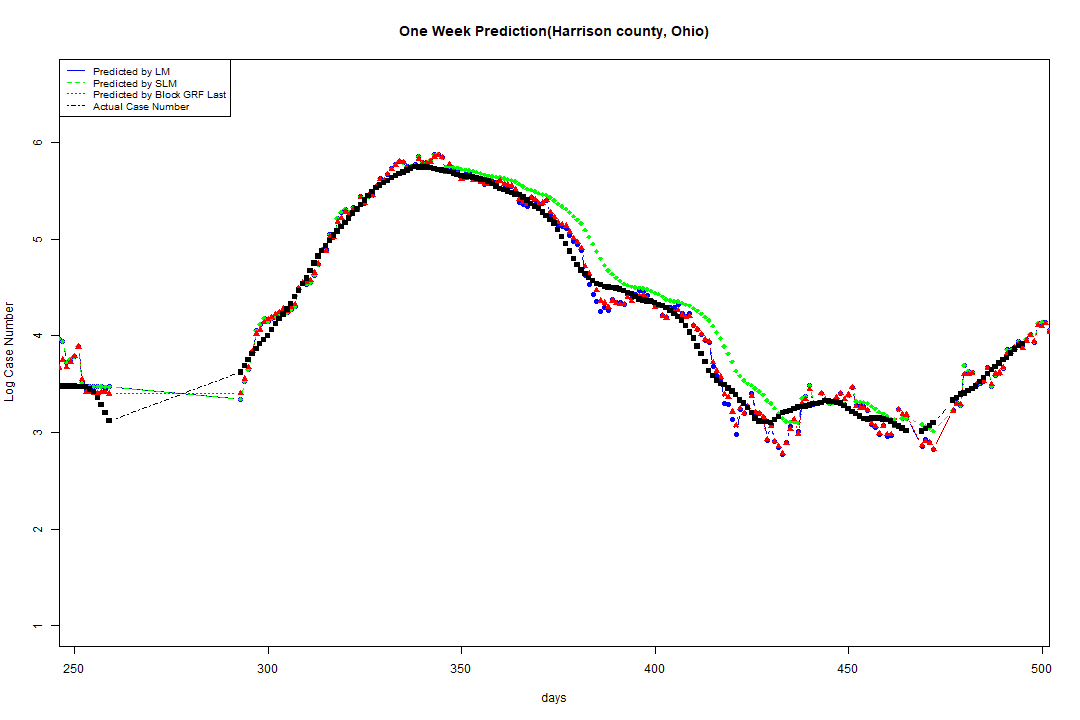 One Week Prediction(Harrison county, Ohio)
Predicted by LM
Predicted by SLM
Predicted by Block GRF Last
Actual Case Number
Log Case Number
6
5
4
3
2
1
250 300 350 400 450 500
days